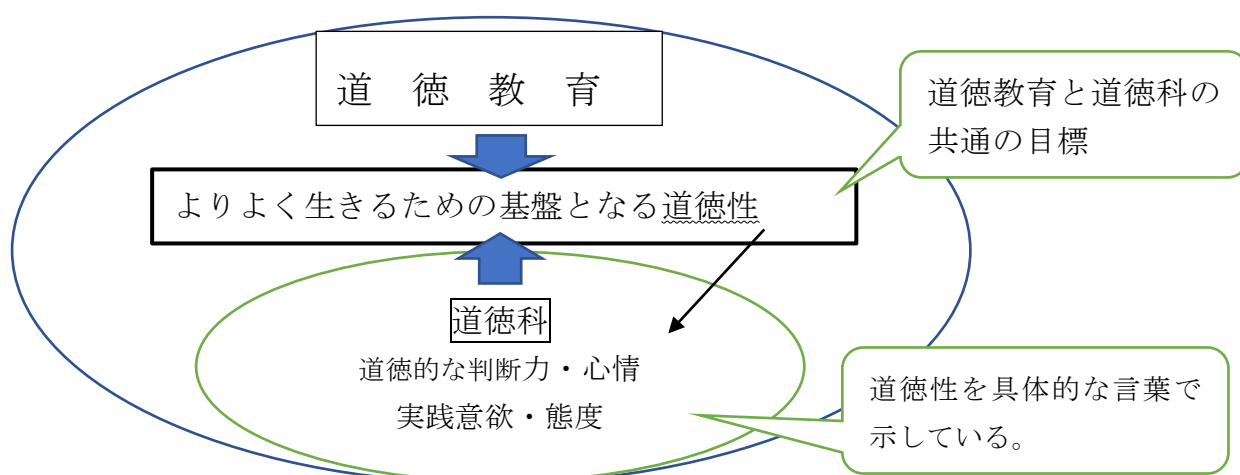 道　徳　教　育
道徳教育と道徳科の
共通の目標
よりよく生きるための基盤となる道徳性
道徳科
道徳的な判断力・心情
実践意欲・態度
道徳性を具体的な言葉で
示している。